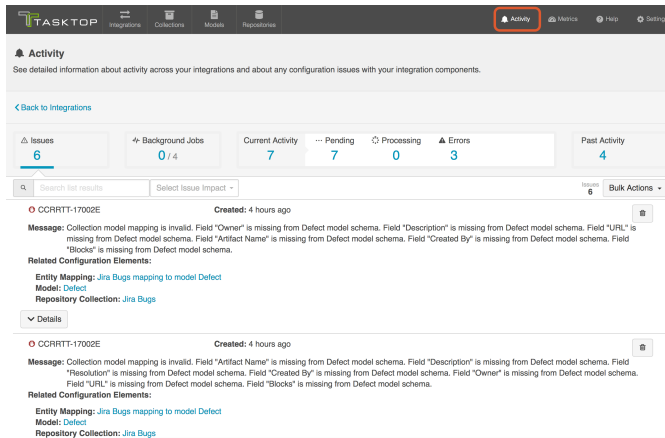 TASKTOP
Integrations Collections Models Repositories Activity Metrics Help Setting
Activity
See detailed information about activity across your integrations and about any configuration issues with your integration components.
Back to Integrations
Issues Background Jobs Current Activity Pending Processing Errors Past Activity
6 0 / 4 7 7 0 3 4
Search list results Select Issue Impact Issues 6 Bulk Actions
CCRRTT-17002E Created: 4 hours ago
Message: Collection model mapping is invalid. Field "Owner" is missing from Defect model schema. Field "Description" is missing from Defect model schema. Field "URL" is
missing from Defect model schema. Field "Artifact Name" is missing from Defect model schema. Field "Created By" is missing from Defect model schema. Field
"Blocks" is missing from Defect model schema.
Related Configuration Elements:
Entity Mapping: Jira Bugs mapping to model Defect
Model: Defect
Repository Collection: Jira Bugs
Details
CCRRTT-17002E Created: 4 hours ago
Message: Collection model mapping is invalid. Field "Artifact Name" is missing from Defect model schema. Field "Description" is missing from Defect model schema. Field
"Resolution" is missing from Defect model schema. Field "Created By" is missing from Defect model schema. Field "Owner" is missing from Defect model schema.
Field "URL" is missing from Defect model schema. Field "Blocks" is missing from Defect model schema.
Related Configuration Elements:
Entity Mapping: Jira Bugs mapping to model Defect
Model: Defect
Repository Collection: Jira Bugs